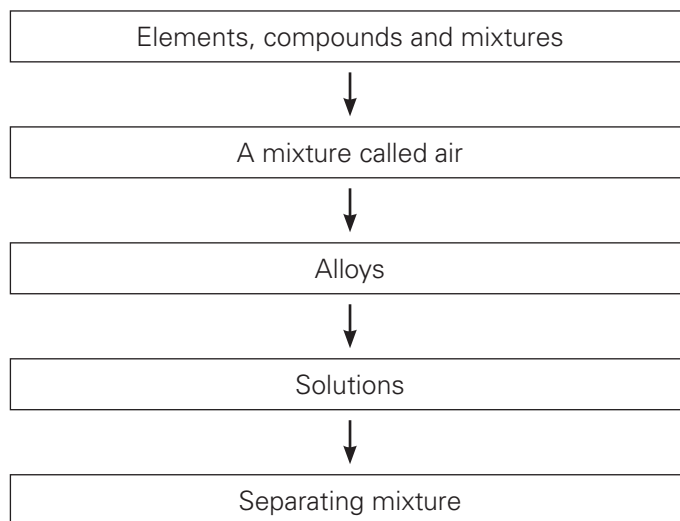 Elements, compounds and mixtures
A mixture called air
Alloys
Solutions
Separating mixture